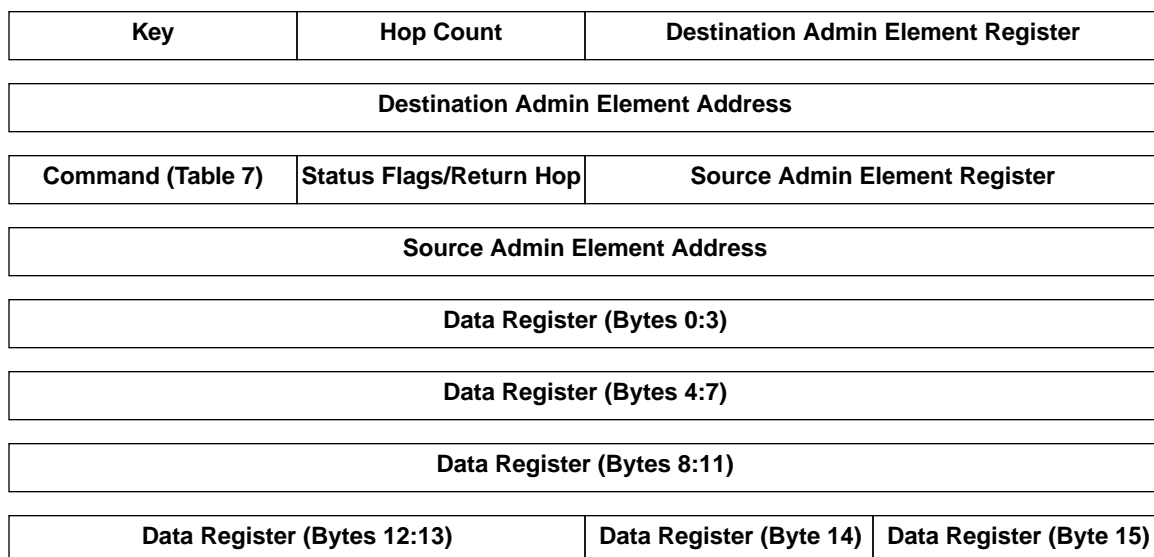 Key Hop Count Destination Admin Element Register
Destination Admin Element Address
Command (Table 7) Status Flags/Return Hop Source Admin Element Register
Source Admin Element Address
Data Register (Bytes 0:3)
Data Register (Bytes 4:7)
Data Register (Bytes 8:11)
Data Register (Bytes 12:13) Data Register (Byte 14) Data Register (Byte 15)